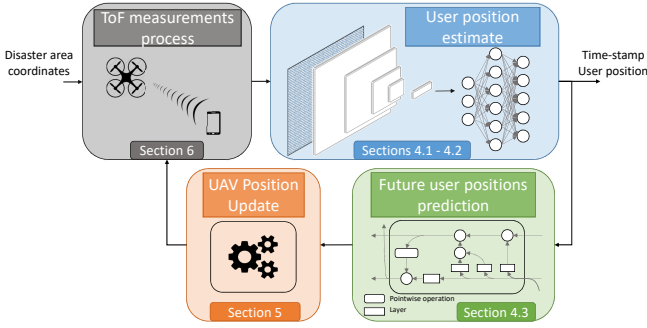 ToF measurements
process
User position
estimate
Disaster area
coordinates
Time-stamp
User position
Section 6
Sections 4.1 - 4.2
UAV Position
Update
Future user positions
prediction
Pointwise operation
Layer
Section 5
Section 4.3